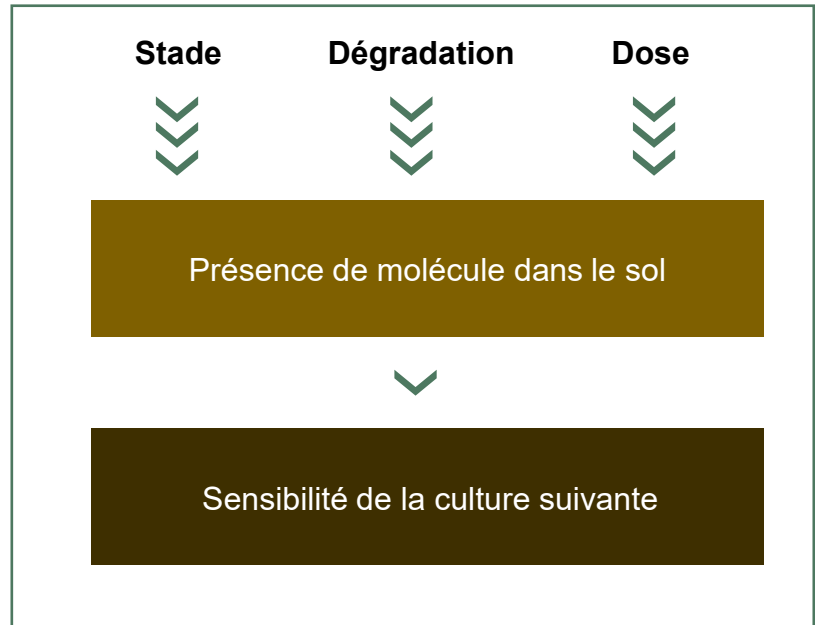 Stade Dégradation Dose
Présence de molécule dans le sol
Sensibilité de la culture suivante